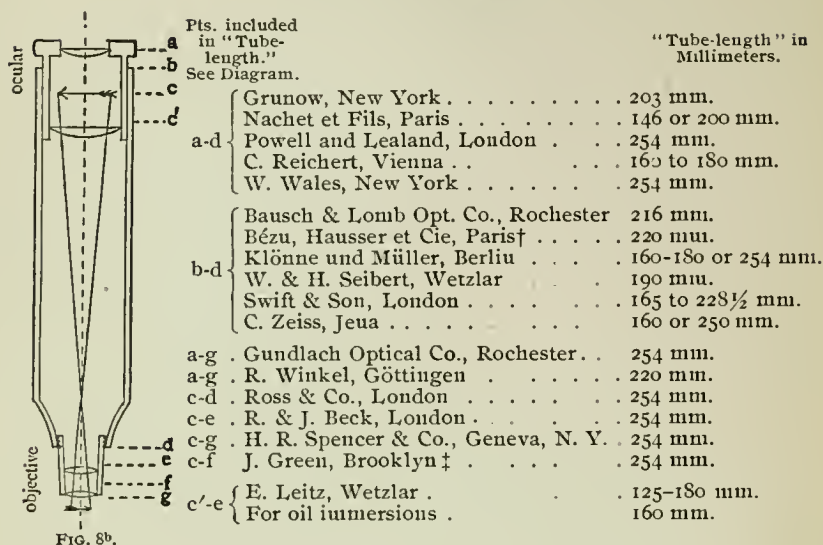 Pts. included
in "Tube-
length."
See Diagram.
"Tube-length" in
Millimeters.
ocular
a
b
c
c'
a-d
Grunow, New York . . . . . . . . . 203 mm.
Nachet et Fils, Paris . . . . . . . 146 or 200 mm.
Powell and Lealand, London . . . 254 mm.
C. Reichert, Vienna . . . 160 to 180 mm.
W. Wales, New York . . . . . . 254 mm.
b-d
Bausch & Lomb Opt. Co., Rochester 216 mm.
Bézu, Hausser et Cie, Paris† . . . . . 220 mm.
Klönne und Müller, Berlin . . . . 160-180 or 254 mm.
W. & H. Seibert, Wetzlar . 190 mm.
Swift & Son, London . . . . . . . 165 to 228½ mm.
C. Zeiss, Jena . . . . . . . 160 or 250 mm.
a-g . Gundlach Optical Co., Rochester . . 254 mm.
a-g . R. Winkel, Göttingen . . . . . . 220 mm.
c-d . Ross & Co., London . . . . . . 254 mm.
c-e . R. & J. Beck, London . . . . . 254 mm.
c-g . H. R. Spencer & Co., Geneva, N. Y. . 254 mm.
c-f J. Green, Brooklyn ‡ . . . . 254 mm.
c'-e
E. Leitz, Wetzlar . . 125-180 mm.
For oil immersions . 160 mm.
objective
d
e
f
g
FIG. 8b.